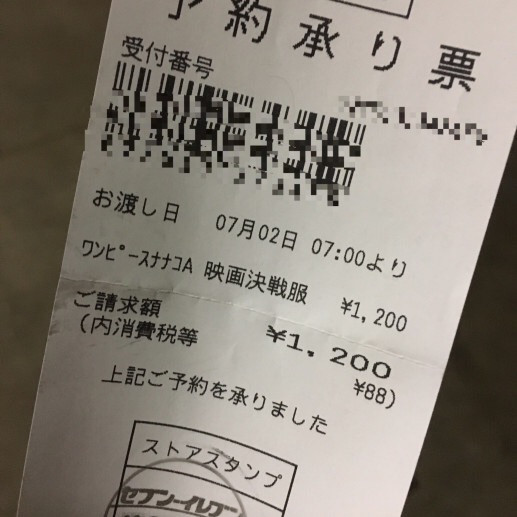 予約承り票
受付番号
お渡し日 07月02日 07:00より
ワンピースナナコA 映画決戦服 ¥1,200
ご請求額 ¥1,200
(内消費税等 ¥88)
上記ご予約を承りました
ストアスタンプ
セブン-イレブン